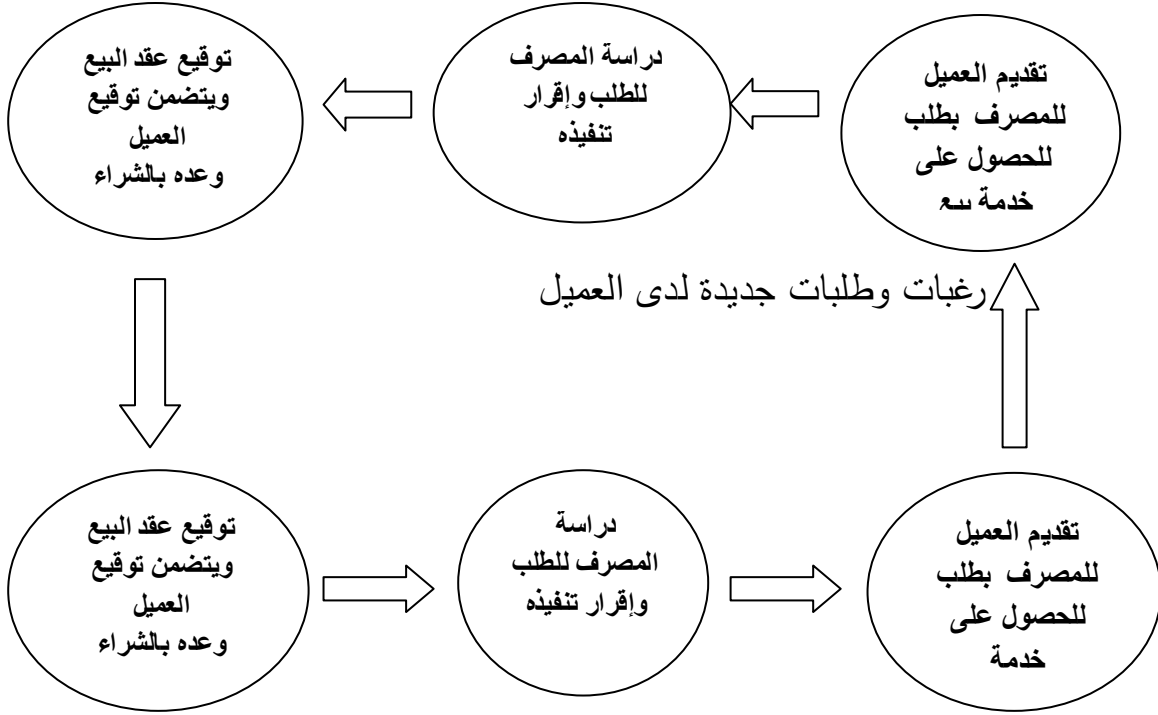 تقديم العميل
للمصرف بطلب
للحصول على
خدمة بيع
دراسة المصرف
للطلب وإقرار
تنفيذه
توقيع عقد البيع
ويتضمن توقيع
العميل
وعده بالشراء
رغبات وطلبات جديدة لدى العميل
توقيع عقد البيع
ويتضمن توقيع
العميل
وعده بالشراء
دراسة
المصرف للطلب
وإقرار تنفيذه
تقديم العميل
للمصرف بطلب
للحصول على
خدمة